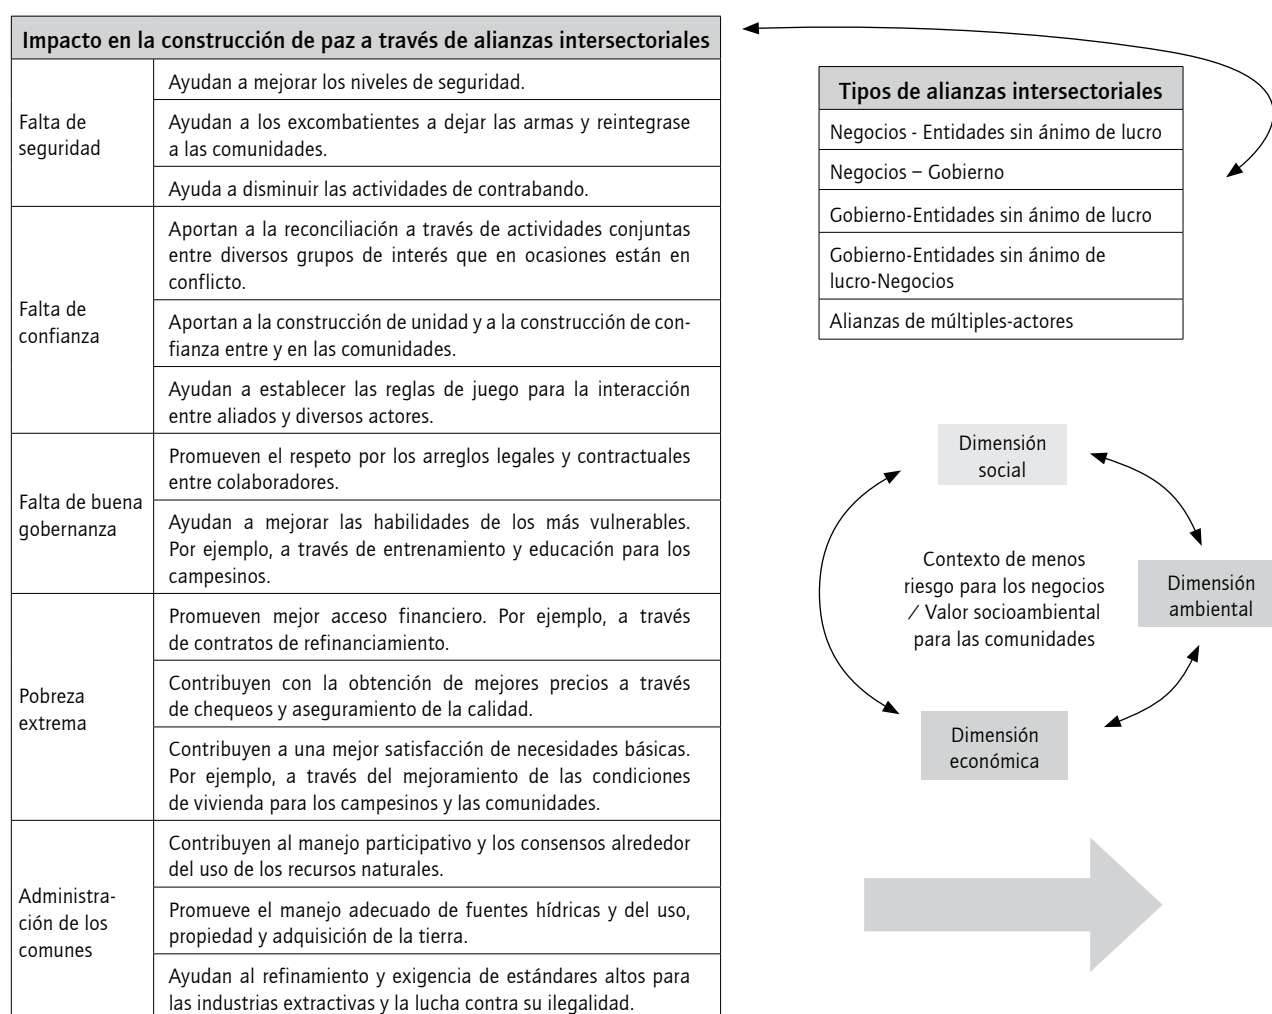 Impacto en la construcción de paz a través de alianzas intersectoriales
Falta de
seguridad
Ayudan a mejorar los niveles de seguridad.
Ayudan a los excombatientes a dejar las armas y reintegrase
a las comunidades.
Ayuda a disminuir las actividades de contrabando.
Falta de
confianza
Aportan a la reconciliación a través de actividades conjuntas
entre diversos grupos de interés que en ocasiones están en
conflicto.
Aportan a la construcción de unidad y a la construcción de con-
fianza entre y en las comunidades.
Ayudan a establecer las reglas de juego para la interacción
entre aliados y diversos actores.
Falta de buena
gobernanza
Promueven el respeto por los arreglos legales y contractuales
entre colaboradores.
Ayudan a mejorar las habilidades de los más vulnerables.
Por ejemplo, a través de entrenamiento y educación para los
campesinos.
Pobreza
extrema
Promueven mejor acceso financiero. Por ejemplo, a través
de contratos de refinanciamiento.
Contribuyen con la obtención de mejores precios a través
de chequeos y aseguramiento de la calidad.
Contribuyen a una mejor satisfacción de necesidades básicas.
Por ejemplo, a través del mejoramiento de las condiciones
de vivienda para los campesinos y las comunidades.
Administra-
ción de los
comunes
Contribuyen al manejo participativo y los consensos alrededor
del uso de los recursos naturales.
Promueve el manejo adecuado de fuentes hídricas y del uso,
propiedad y adquisición de la tierra.
Ayudan al refinamiento y exigencia de estándares altos para
las industrias extractivas y la lucha contra su ilegalidad.
Tipos de alianzas intersectoriales
Negocios - Entidades sin ánimo de lucro
Negocios – Gobierno
Gobierno-Entidades sin ánimo de lucro
Gobierno-Entidades sin ánimo de
lucro-Negocios
Alianzas de múltiples-actores
Dimensión
social
Contexto de menos
riesgo para los negocios
/ Valor socioambiental
para las comunidades
Dimensión
ambiental
Dimensión
económica